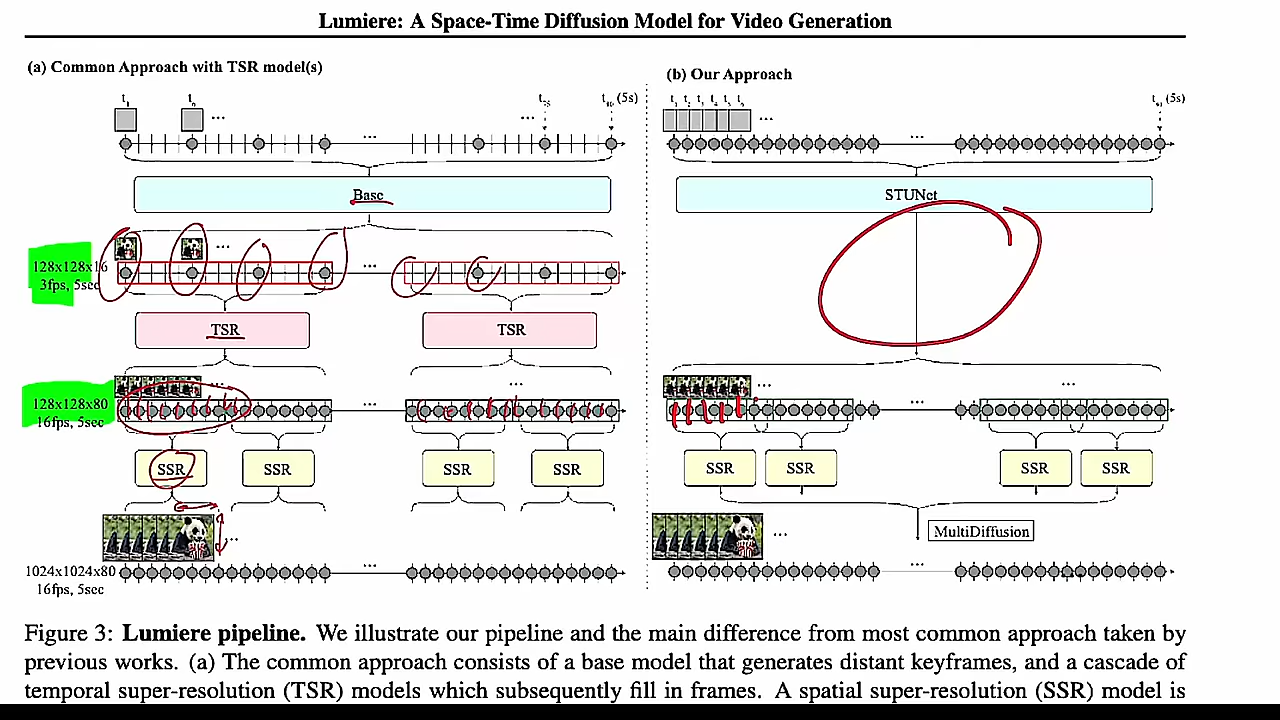 Lumiere: A Space-Time Diffusion Model for Video Generation
(a) Common Approach with TSR model(s)
(b) Our Approach
(5s)
(5s)
... ... ...
... ...
Base
STUNet
128x128x16
3fps, 5sec
...
...
TSR
TSR
128x128x80
16fps, 5sec
... ... ...
... ... ...
SSR
SSR
SSR
SSR
SSR
SSR
SSR
SSR
MultiDiffusion
...
...
1024x1024x80
16fps, 5sec
...
...
Figure 3: Lumiere pipeline. We illustrate our pipeline and the main difference from most common approach taken by
previous works. (a) The common approach consists of a base model that generates distant keyframes, and a cascade of
temporal super-resolution (TSR) models which subsequently fill in frames. A spatial super-resolution (SSR) model is